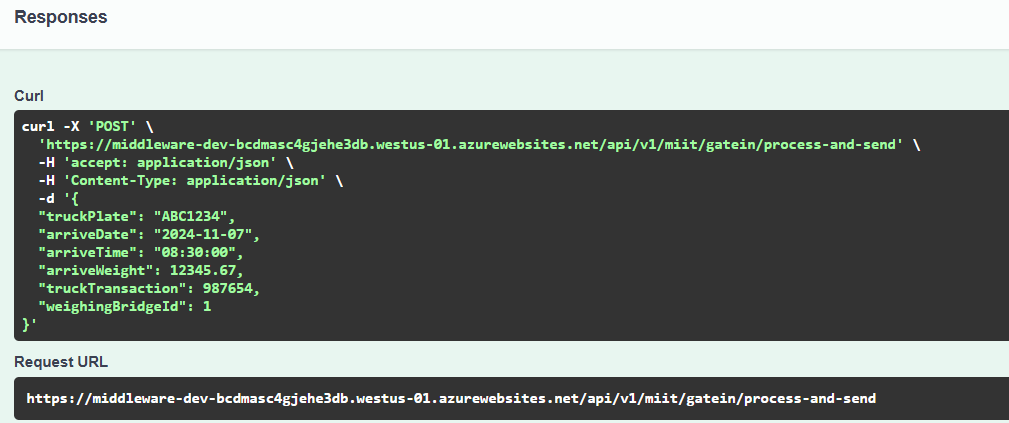 Responses
Curl
curl -X 'POST' \
  'https://middleware-dev-bcdmasc4gjehe3db.westus-01.azurewebsites.net/api/v1/miit/gatein/process-and-send' \
  -H 'accept: application/json' \
  -H 'Content-Type: application/json' \
  -d '{
  "truckPlate": "ABC1234",
  "arriveDate": "2024-11-07",
  "arriveTime": "08:30:00",
  "arriveWeight": 12345.67,
  "truckTransaction": 987654,
  "weighingBridgeId": 1
}'
Request URL
https://middleware-dev-bcdmasc4gjehe3db.westus-01.azurewebsites.net/api/v1/miit/gatein/process-and-send